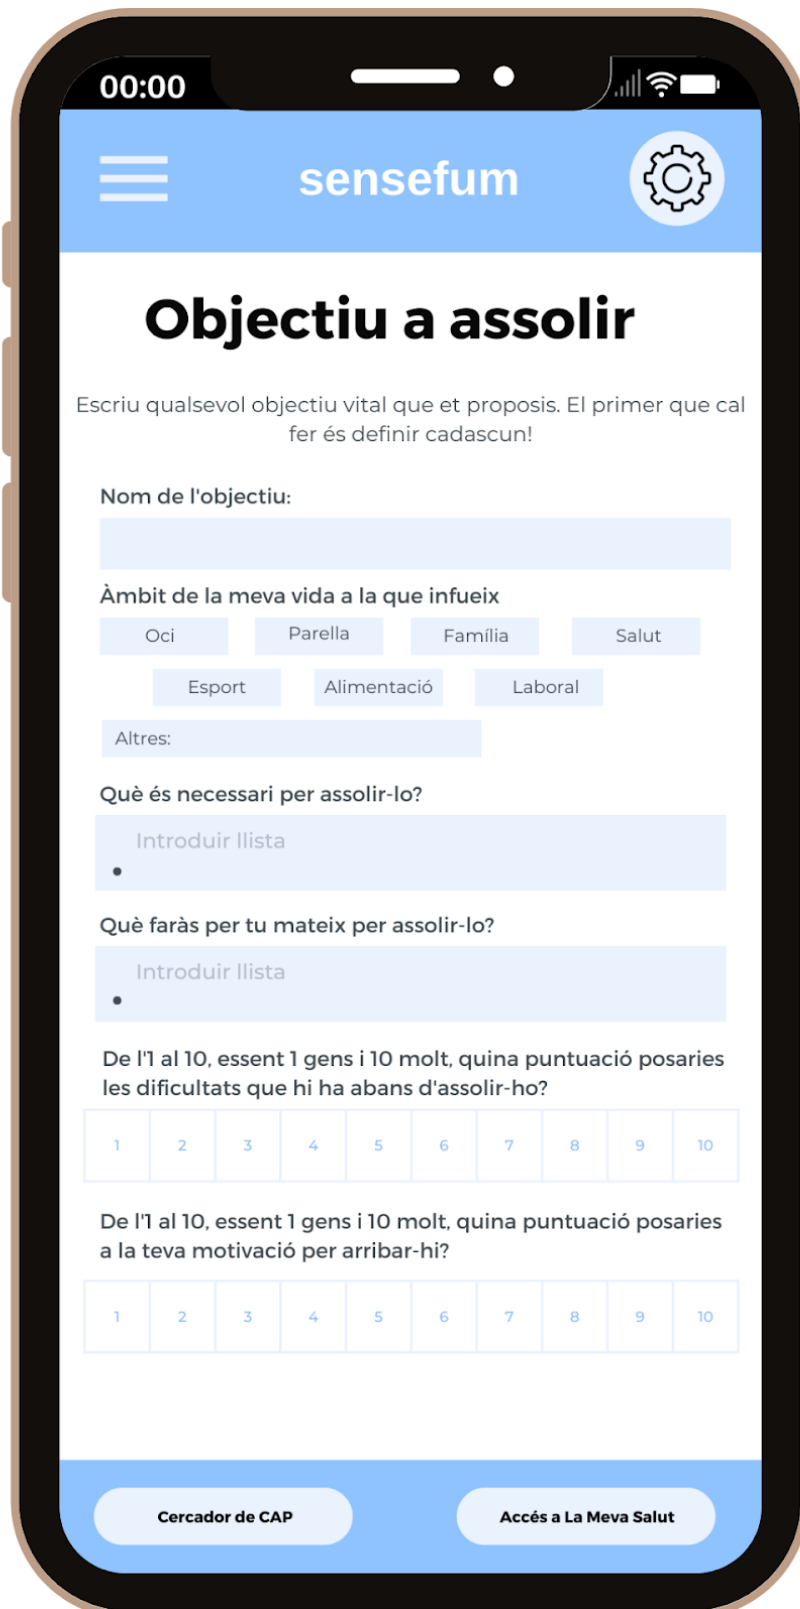 00:00
sensefum
Objectiu a assolir
Escriu qualsevol objectiu vital que et proposis. El primer que cal
fer és definir cadascun!
Nom de l'objectiu:
Àmbit de la meva vida a la que infueix
Oci Parella Família Salut
Esport Alimentació Laboral
Altres:
Què és necessari per assolir-lo?
Introduir llista
•
Què faràs per tu mateix per assolir-lo?
Introduir llista
•
De l'1 al 10, essent 1 gens i 10 molt, quina puntuació posaries
les dificultats que hi ha abans d'assolir-ho?
1 2 3 4 5 6 7 8 9 10
De l'1 al 10, essent 1 gens i 10 molt, quina puntuació posaries
a la teva motivació per arribar-hi?
1 2 3 4 5 6 7 8 9 10
Cercador de CAP Accés a La Meva Salut